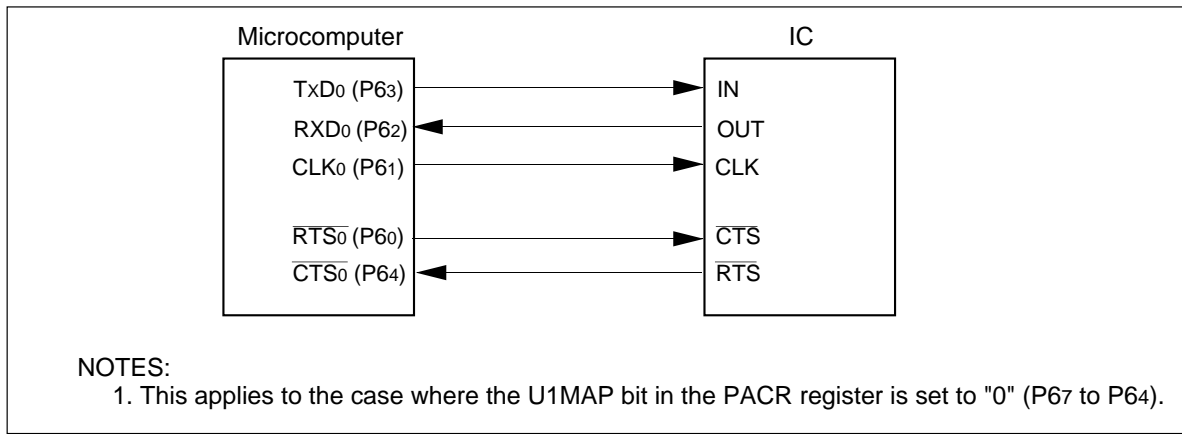 Microcomputer IC
TxD0 (P63) IN
RXD0 (P62) OUT
CLK0 (P61) CLK
RTS0 (P60) CTS
CTS0 (P64) RTS
NOTES:
1. This applies to the case where the U1MAP bit in the PACR register is set to "0" (P67 to P64).